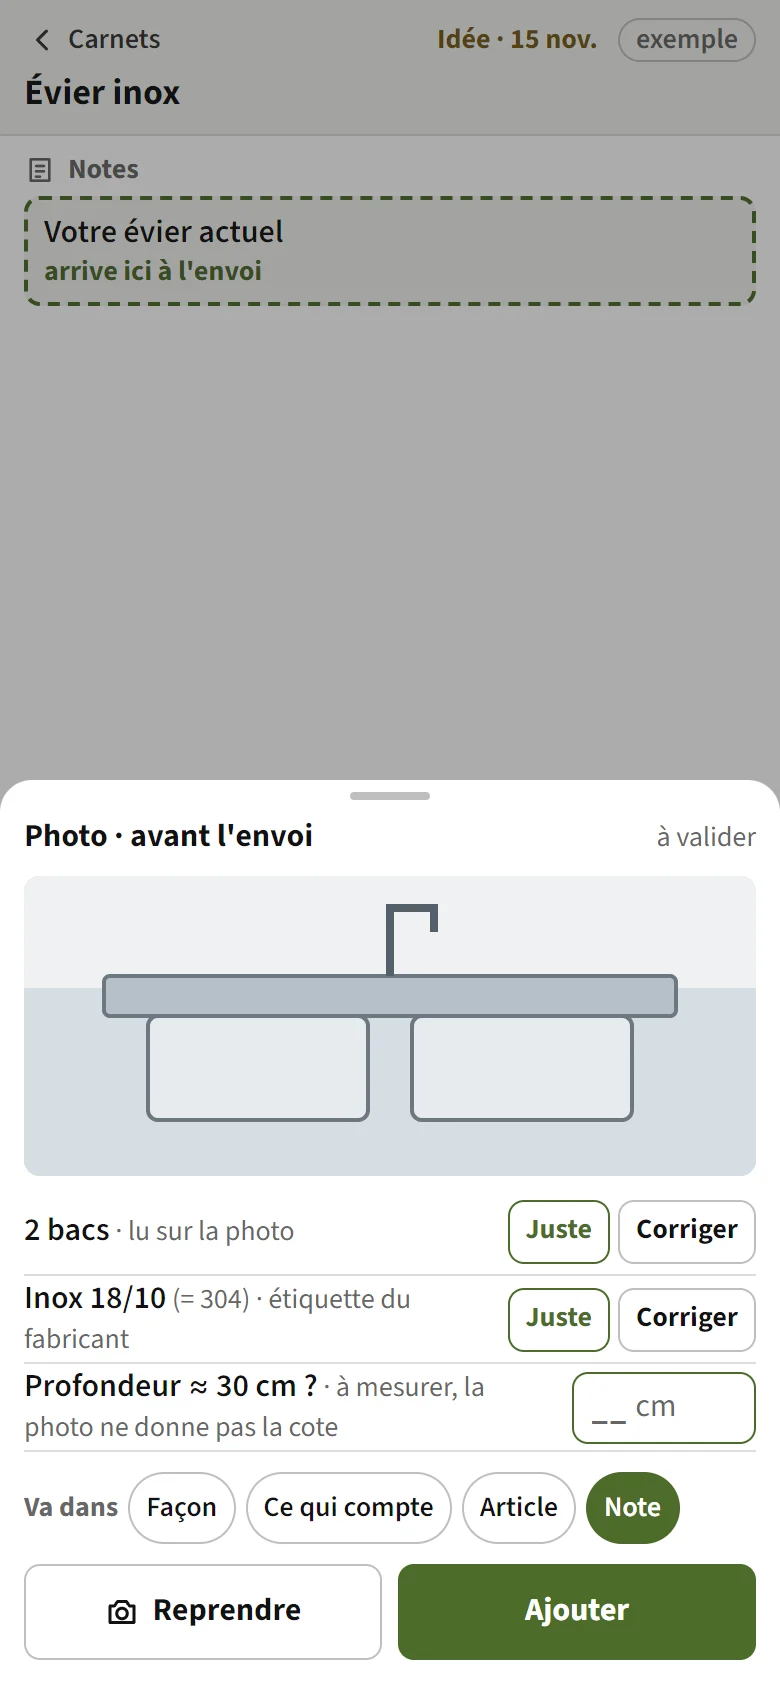 Carnets
Idée · 15 nov.
exemple
Évier inox
Notes
Votre évier actuel
arrive ici à l'envoi
Photo · avant l'envoi
à valider
2 bacs · lu sur la photo
Juste
Corriger
Inox 18/10 (= 304) · étiquette du
fabricant
Juste
Corriger
Profondeur ≈ 30 cm ? · à mesurer, la
photo ne donne pas la cote
__ cm
Va dans
Façon
Ce qui compte
Article
Note
Reprendre
Ajouter